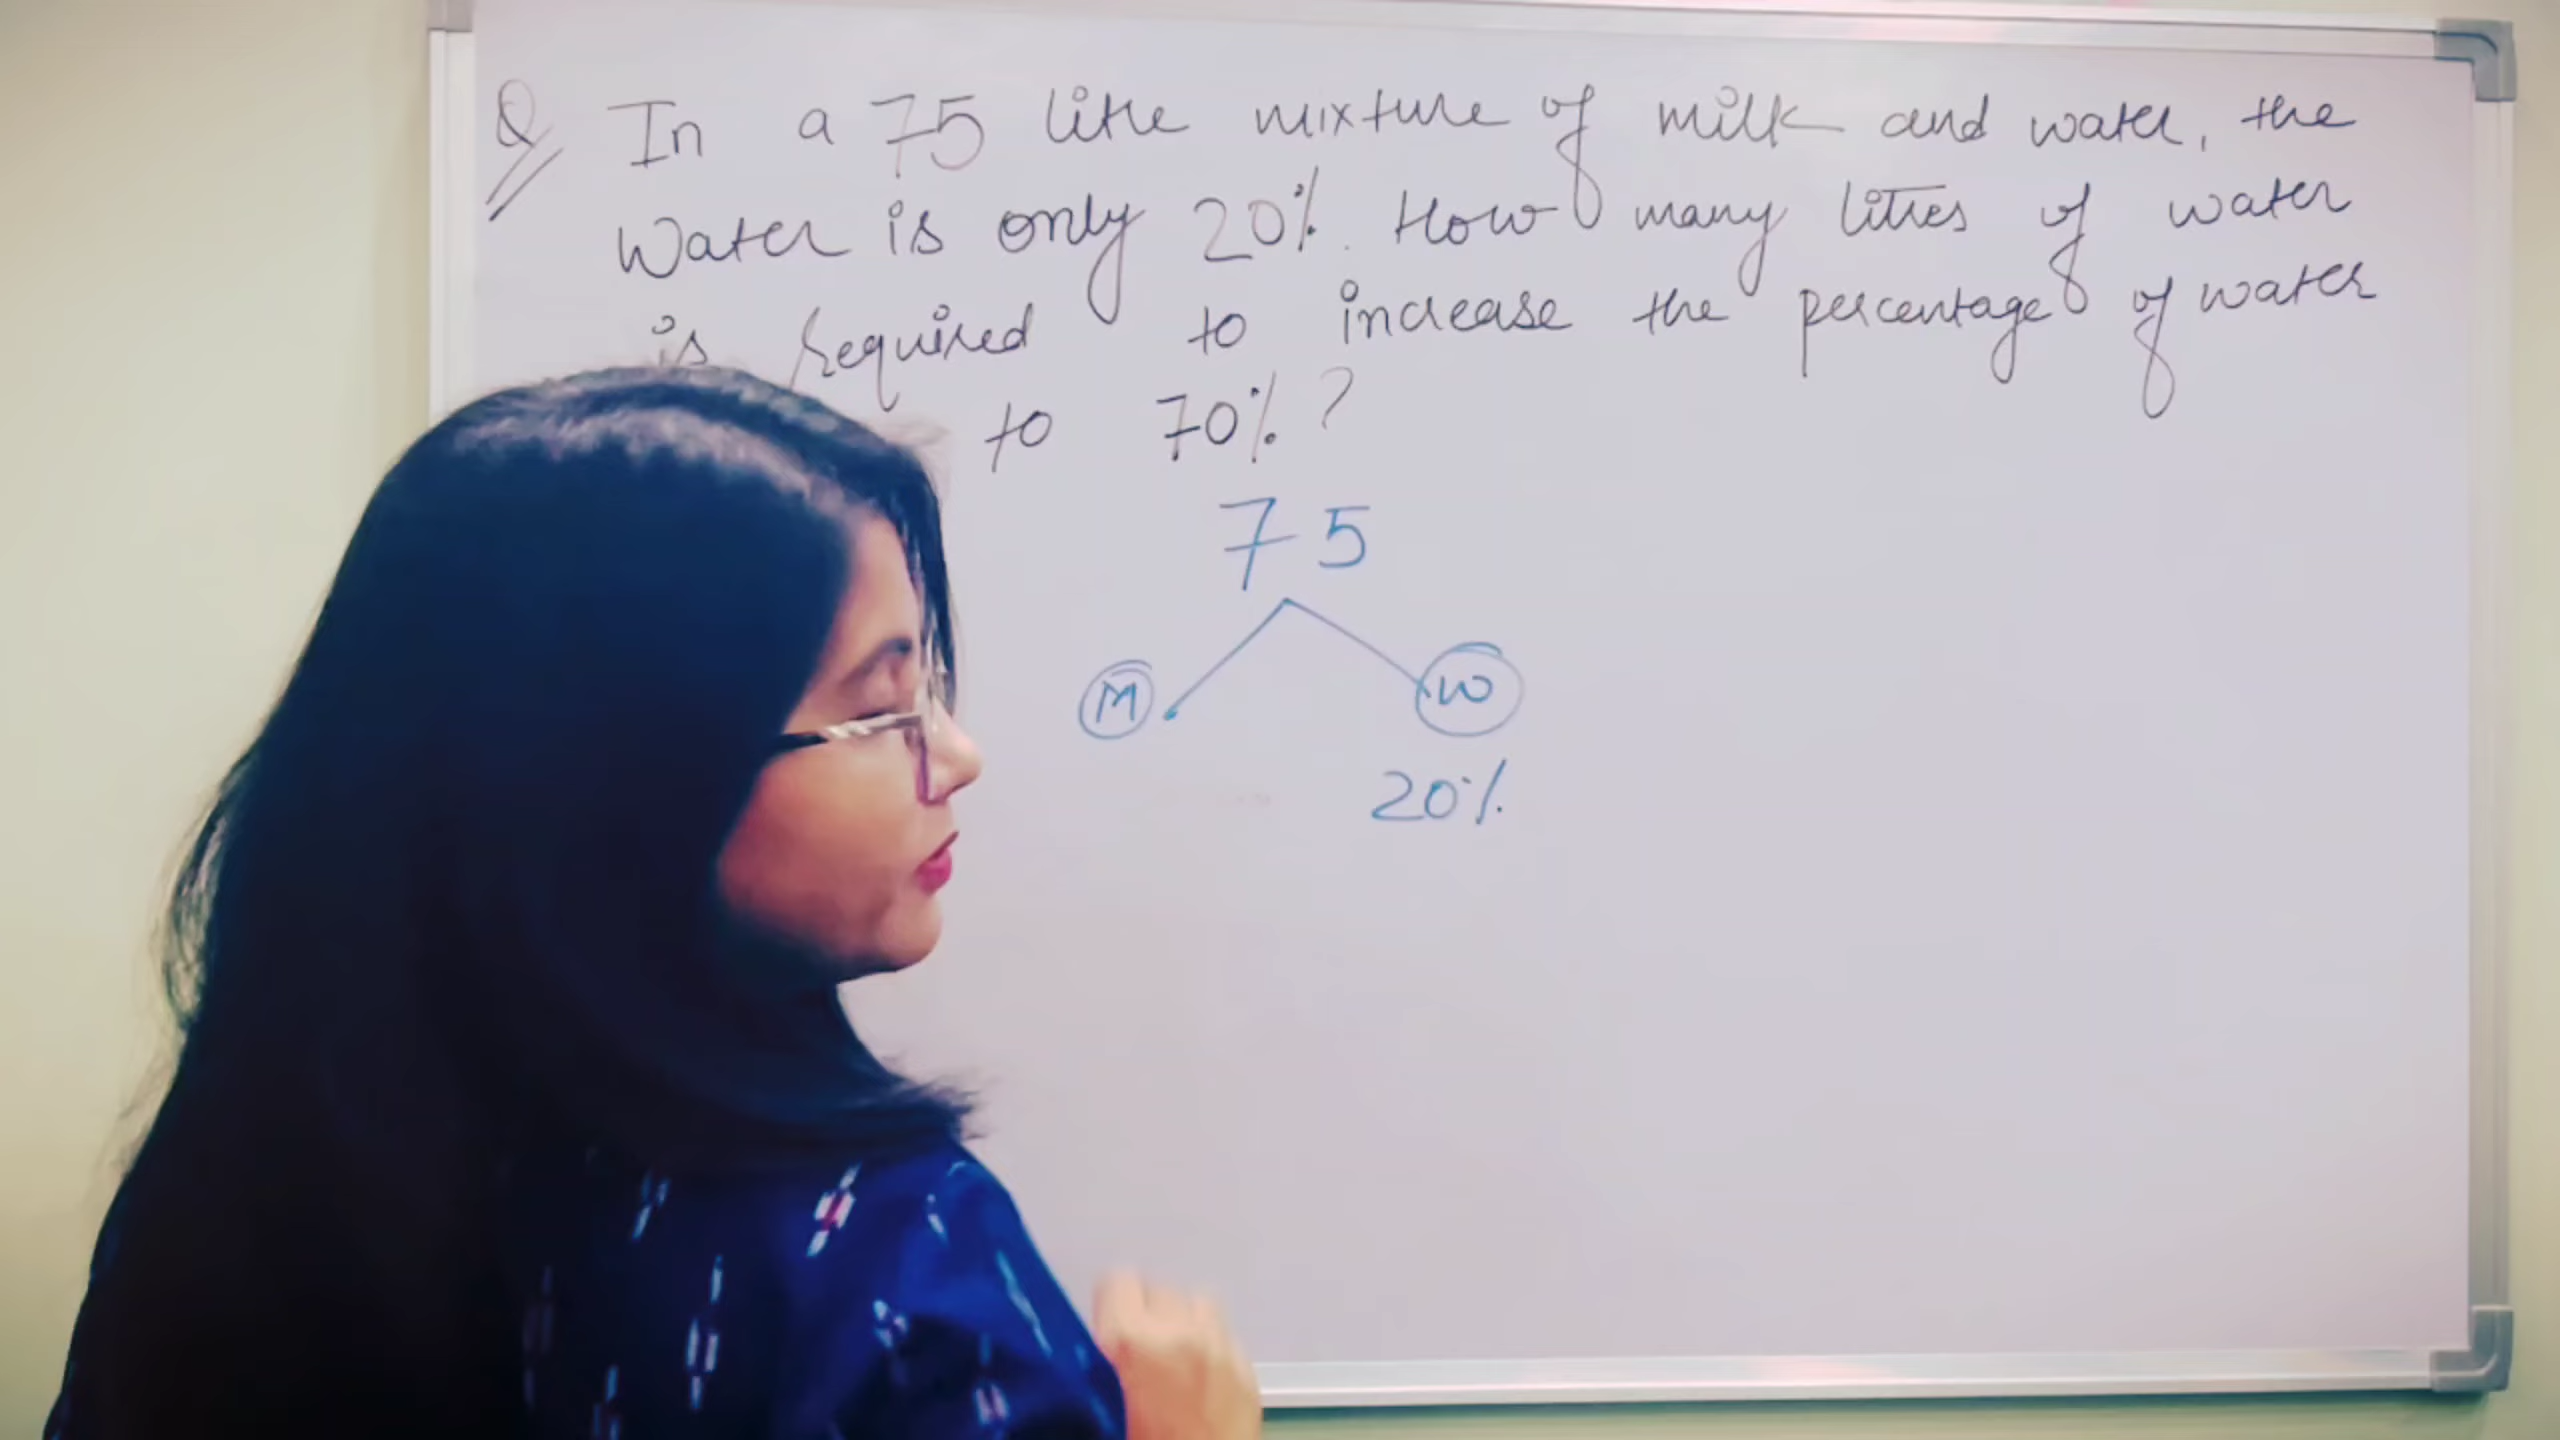 Q In a 75 litre mixture of milk and water, the
Water is only 20%. How many litres of water
is required to increase the percentage of water
to 70%?
75
M W
20%